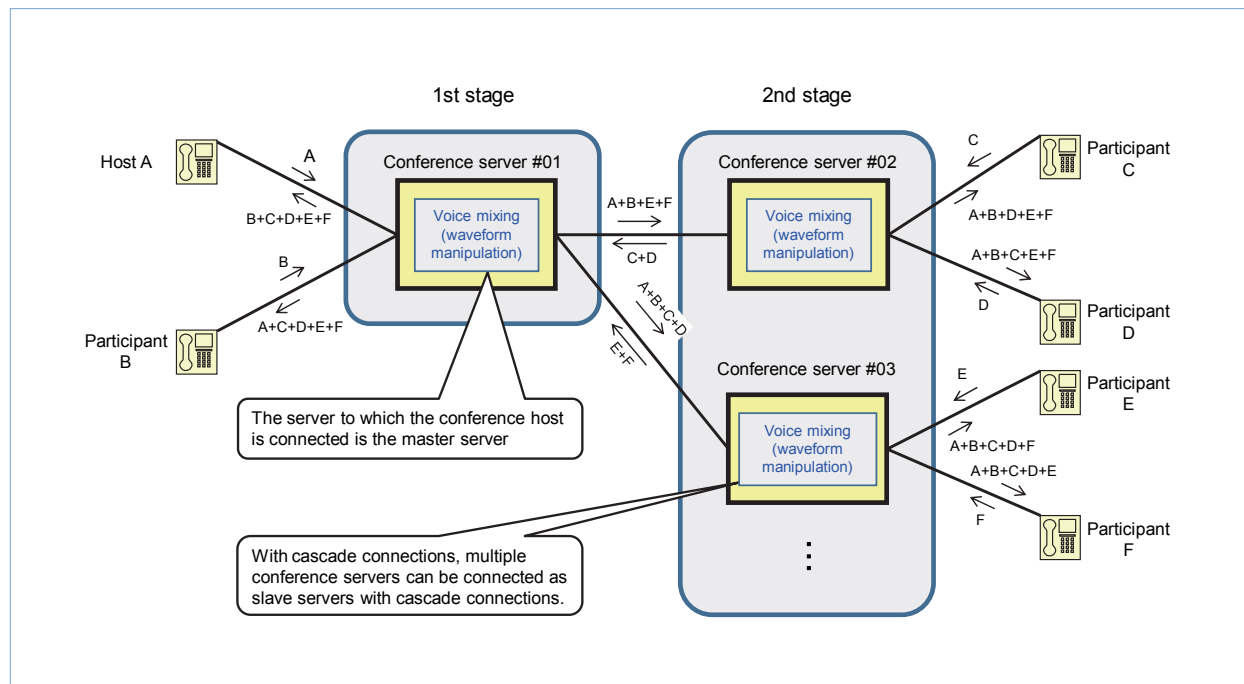 1st stage
2nd stage
Host A
A
B+C+D+E+F
Participant
B
B
A+C+D+E+F
Conference server #01
Voice mixing
(waveform
manipulation)
A+B+E+F
C+D
A+B+C+D
E+F
The server to which the conference host
is connected is the master server
Conference server #02
Voice mixing
(waveform
manipulation)
C
A+B+D+E+F
Participant
C
A+B+C+E+F
D
Participant
D
Conference server #03
Voice mixing
(waveform
manipulation)
E
A+B+C+D+F
Participant
E
A+B+C+D+E
F
Participant
F
With cascade connections, multiple
conference servers can be connected as
slave servers with cascade connections.